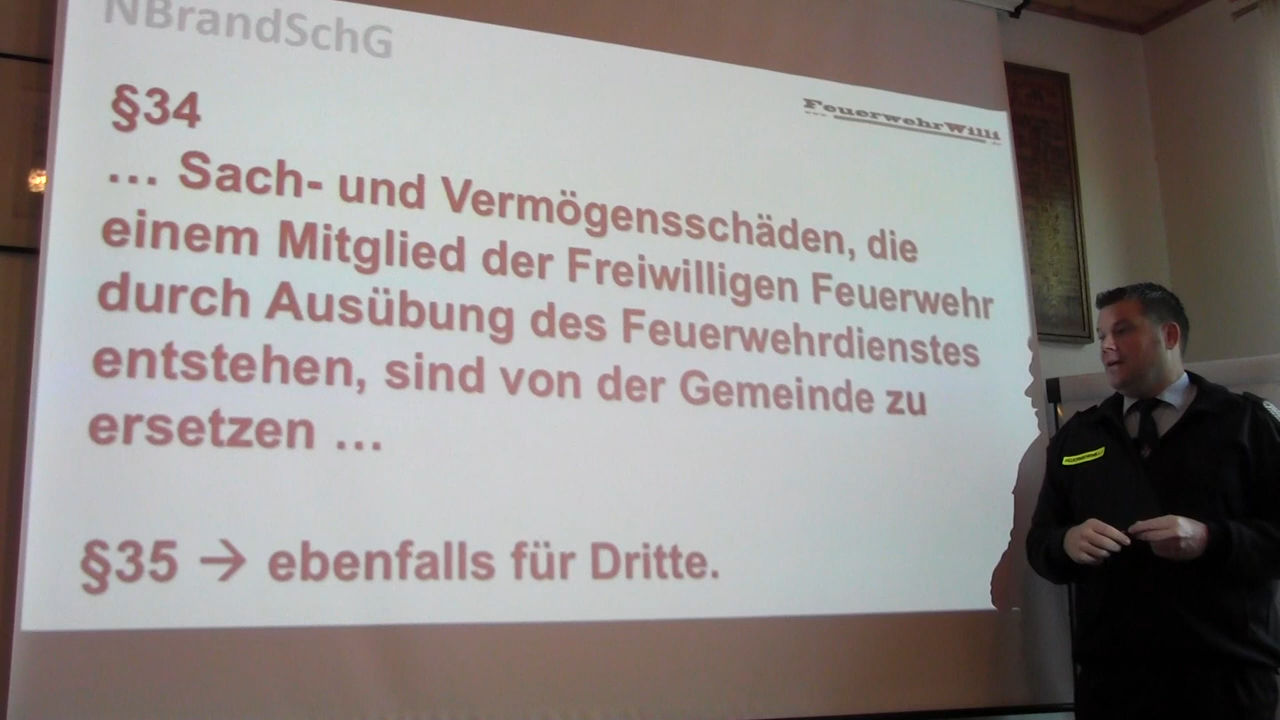 NBrandSchG
FeuerwehrWilli
§34
… Sach- und Vermögensschäden, die
einem Mitglied der Freiwilligen Feuerwehr
durch Ausübung des Feuerwehrdienstes
entstehen, sind von der Gemeinde zu
ersetzen …
§35 → ebenfalls für Dritte.